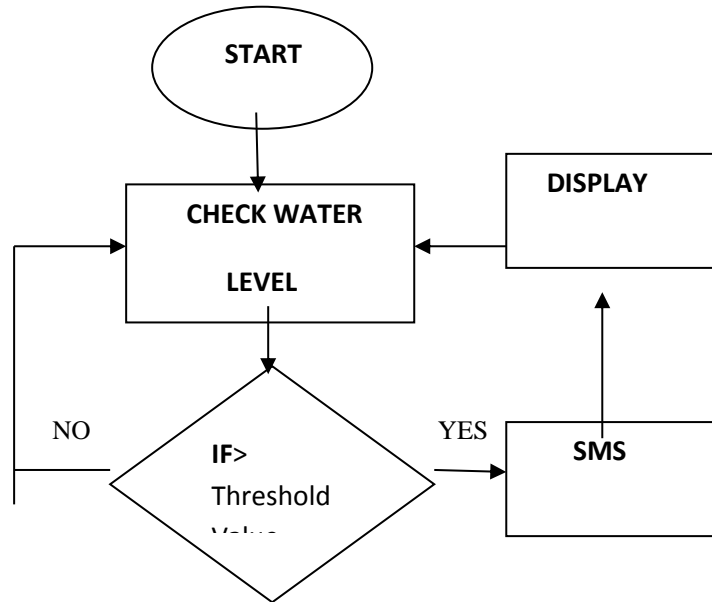 START
DISPLAY
CHECK WATER
LEVEL
NO
YES
IF>
Threshold
SMS